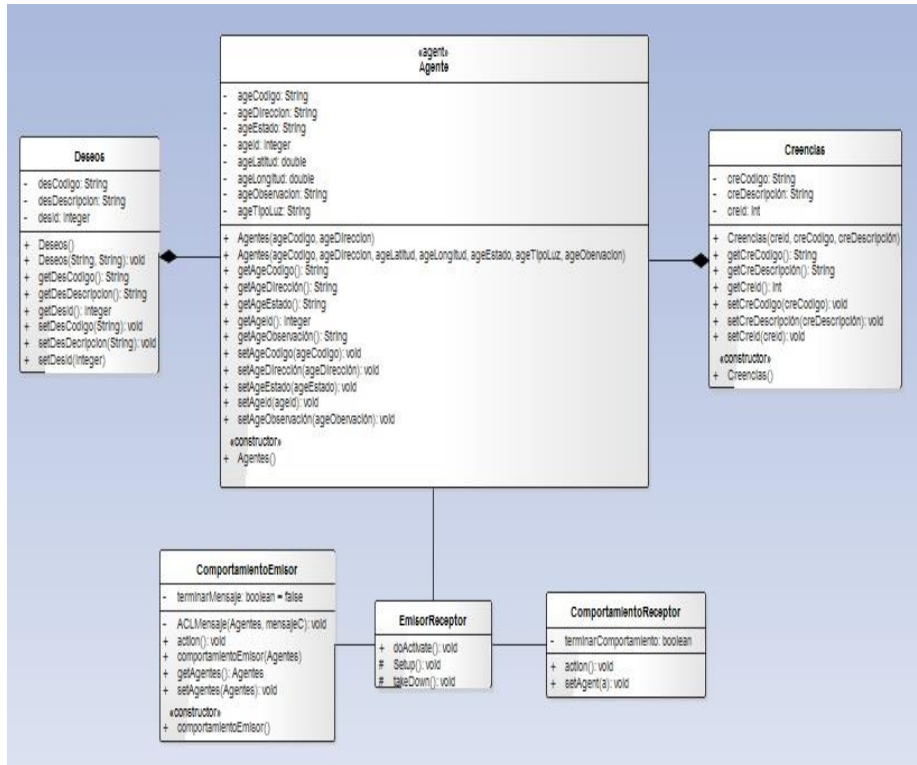 «agent»
Agente
- ageCodigo: String
- ageDireccion: String
- ageEstado: String
- ageId: Integer
- ageLatitud: double
- ageLongitud: double
- ageObservacion: String
- ageTipoLuz: String
+ Agentes(ageCodigo, ageDireccion)
+ Agentes(ageCodigo, ageDireccion, ageLatitud, ageLongitud, ageEstado, ageTipoLuz, ageObervacion)
+ getAgeCodigo(): String
+ getAgeDirección(): String
+ getAgeEstado(): String
+ getAgeId(): Integer
+ getAgeObservación(): String
+ setAgeCodigo(ageCodigo): void
+ setAgeDirección(ageDirección): void
+ setAgeEstado(ageEstado): void
+ setAgeId(ageId): void
+ setAgeObservación(ageObervación): void
«constructor»
+ Agentes()
Deseos
- desCodigo: String
- desDescripcion: String
- desId: Integer
+ Deseos()
+ Deseos(String, String): void
+ getDesCodigo(): String
+ getDesDescripcion(): String
+ getDesId(): Integer
+ setDesCodigo(String): void
+ setDesDecripcion(String): void
+ setDesId(Integer)
Creencias
- creCodigo: String
- creDescripción: String
- creId: int
+ Creencias(creId, creCodigo, creDescripción)
+ getCreCodigo(): String
+ getCreDescripción(): String
+ getCreId(): int
+ setCreCodigo(creCodigo): void
+ setCreDescripción(creDescripción): void
+ setCreId(creId): void
«constructor»
+ Creencias()
ComportamientoEmisor
- terminarMensaje: boolean = false
- ACLMensaje(Agentes, mensajeC): void
+ action(): void
+ comportamientoEmisor(Agentes)
+ getAgentes(): Agentes
+ setAgentes(Agentes): void
«constructor»
+ comportamientoEmisor()
EmisorReceptor
+ doActivate(): void
# Setup(): void
# takeDown(): void
ComportamientoReceptor
- terminarComportamiento: boolean
+ action(): void
+ setAgent(a): void